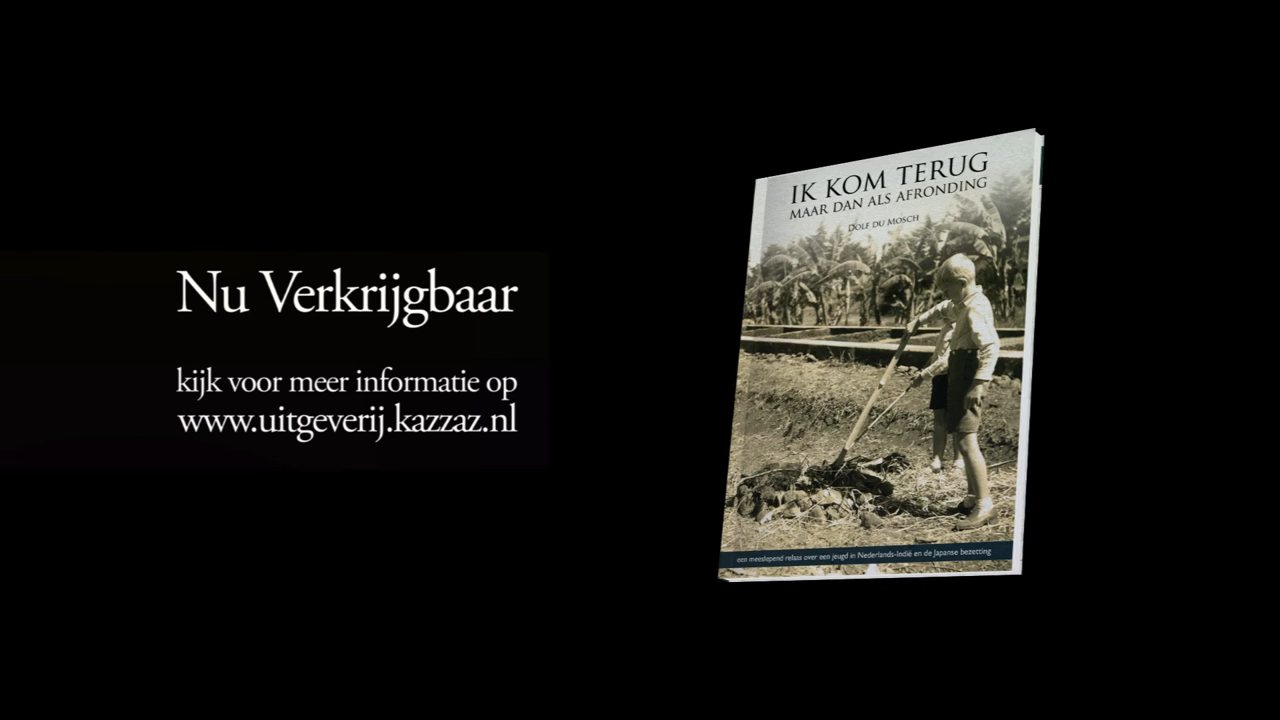 Nu Verkrijgbaar
kijk voor meer informatie op
www.uitgeverij.kazzaz.nl
IK KOM TERUG
MAAR DAN ALS AFRONDING
DOLF DU MOSCH
een meeslepend relaas over een jeugd in Nederlands-Indië en de Japanse bezetting